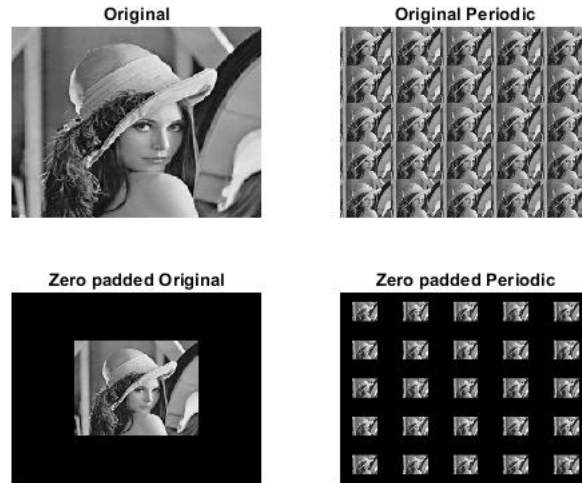 Original
Original Periodic
Zero padded Original
Zero padded Periodic